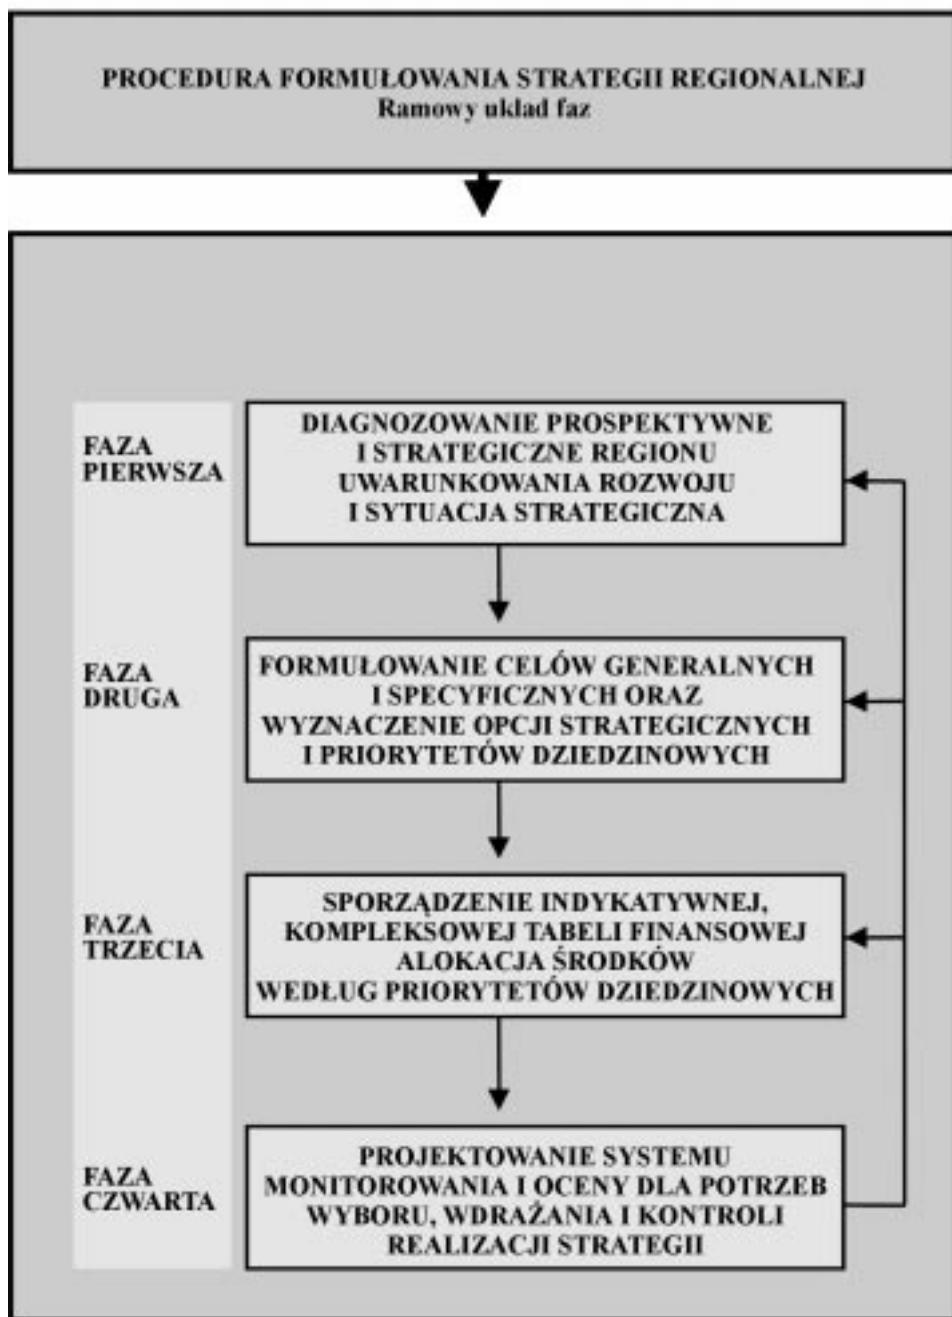 PROCEDURA FORMUŁOWANIA STRATEGII REGIONALNEJ
Ramowy układ faz
FAZA
PIERWSZA
DIAGNOZOWANIE PROSPEKTYWNE
I STRATEGICZNE REGIONU
UWARUNKOWANIA ROZWOJU
I SYTUACJA STRATEGICZNA
FAZA
DRUGA
FORMUŁOWANIE CELÓW GENERALNYCH
I SPECYFICZNYCH ORAZ
WYZNACZENIE OPCJI STRATEGICZNYCH
I PRIORYTETÓW DZIEDZINOWYCH
FAZA
TRZECIA
SPORZĄDZENIE INDYKATYWNEJ,
KOMPLEKSOWEJ TABELI FINANSOWEJ
ALOKACJA ŚRODKÓW
WEDŁUG PRIORYTETÓW DZIEDZINOWYCH
FAZA
CZWARTA
PROJEKTOWANIE SYSTEMU
MONITOROWANIA I OCENY DLA POTRZEB
WYBORU, WDRAŻANIA I KONTROLI
REALIZACJI STRATEGII